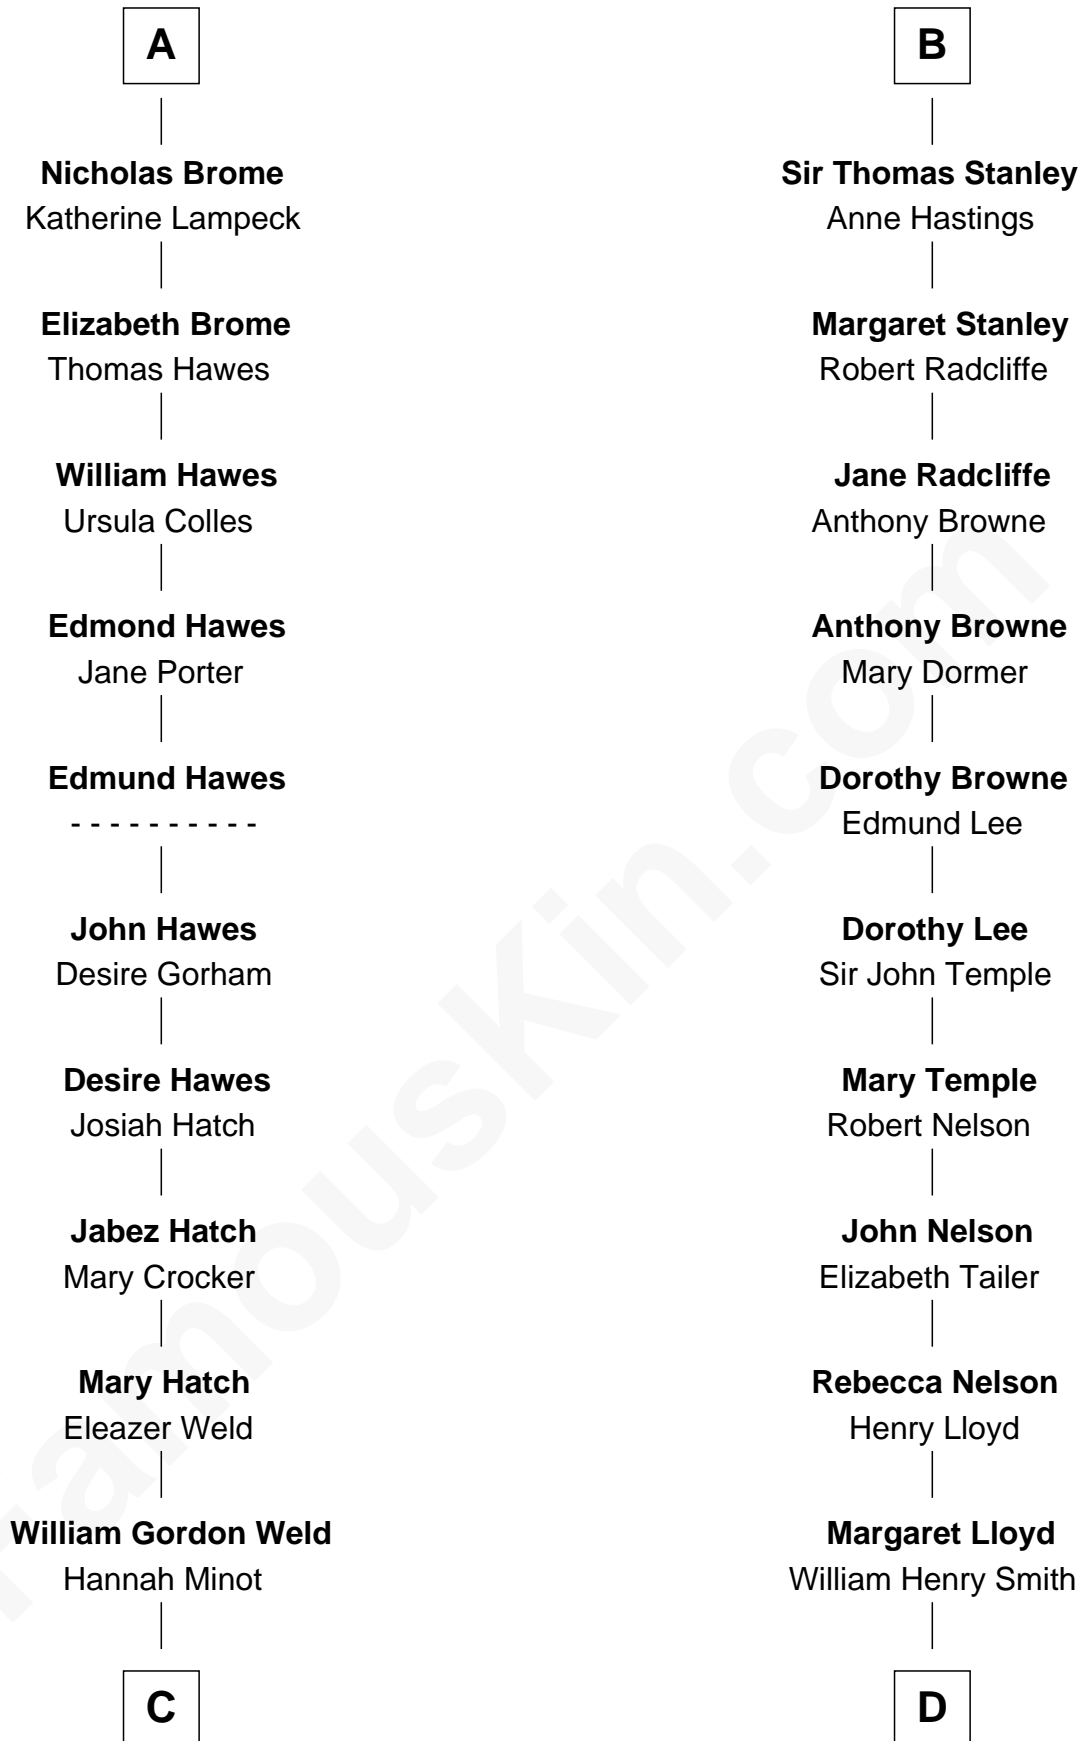 A
Nicholas Brome
Katherine Lampeck
Elizabeth Brome
Thomas Hawes
William Hawes
Ursula Colles
Edmond Hawes
Jane Porter
Edmund Hawes
- - - - - - - - - -
John Hawes
Desire Gorham
Desire Hawes
Josiah Hatch
Jabez Hatch
Mary Crocker
Mary Hatch
Eleazer Weld
William Gordon Weld
Hannah Minot
C
B
Sir Thomas Stanley
Anne Hastings
Margaret Stanley
Robert Radcliffe
Jane Radcliffe
Anthony Browne
Anthony Browne
Mary Dormer
Dorothy Browne
Edmund Lee
Dorothy Lee
Sir John Temple
Mary Temple
Robert Nelson
John Nelson
Elizabeth Tailer
Rebecca Nelson
Henry Lloyd
Margaret Lloyd
William Henry Smith
D
FamousKin.com